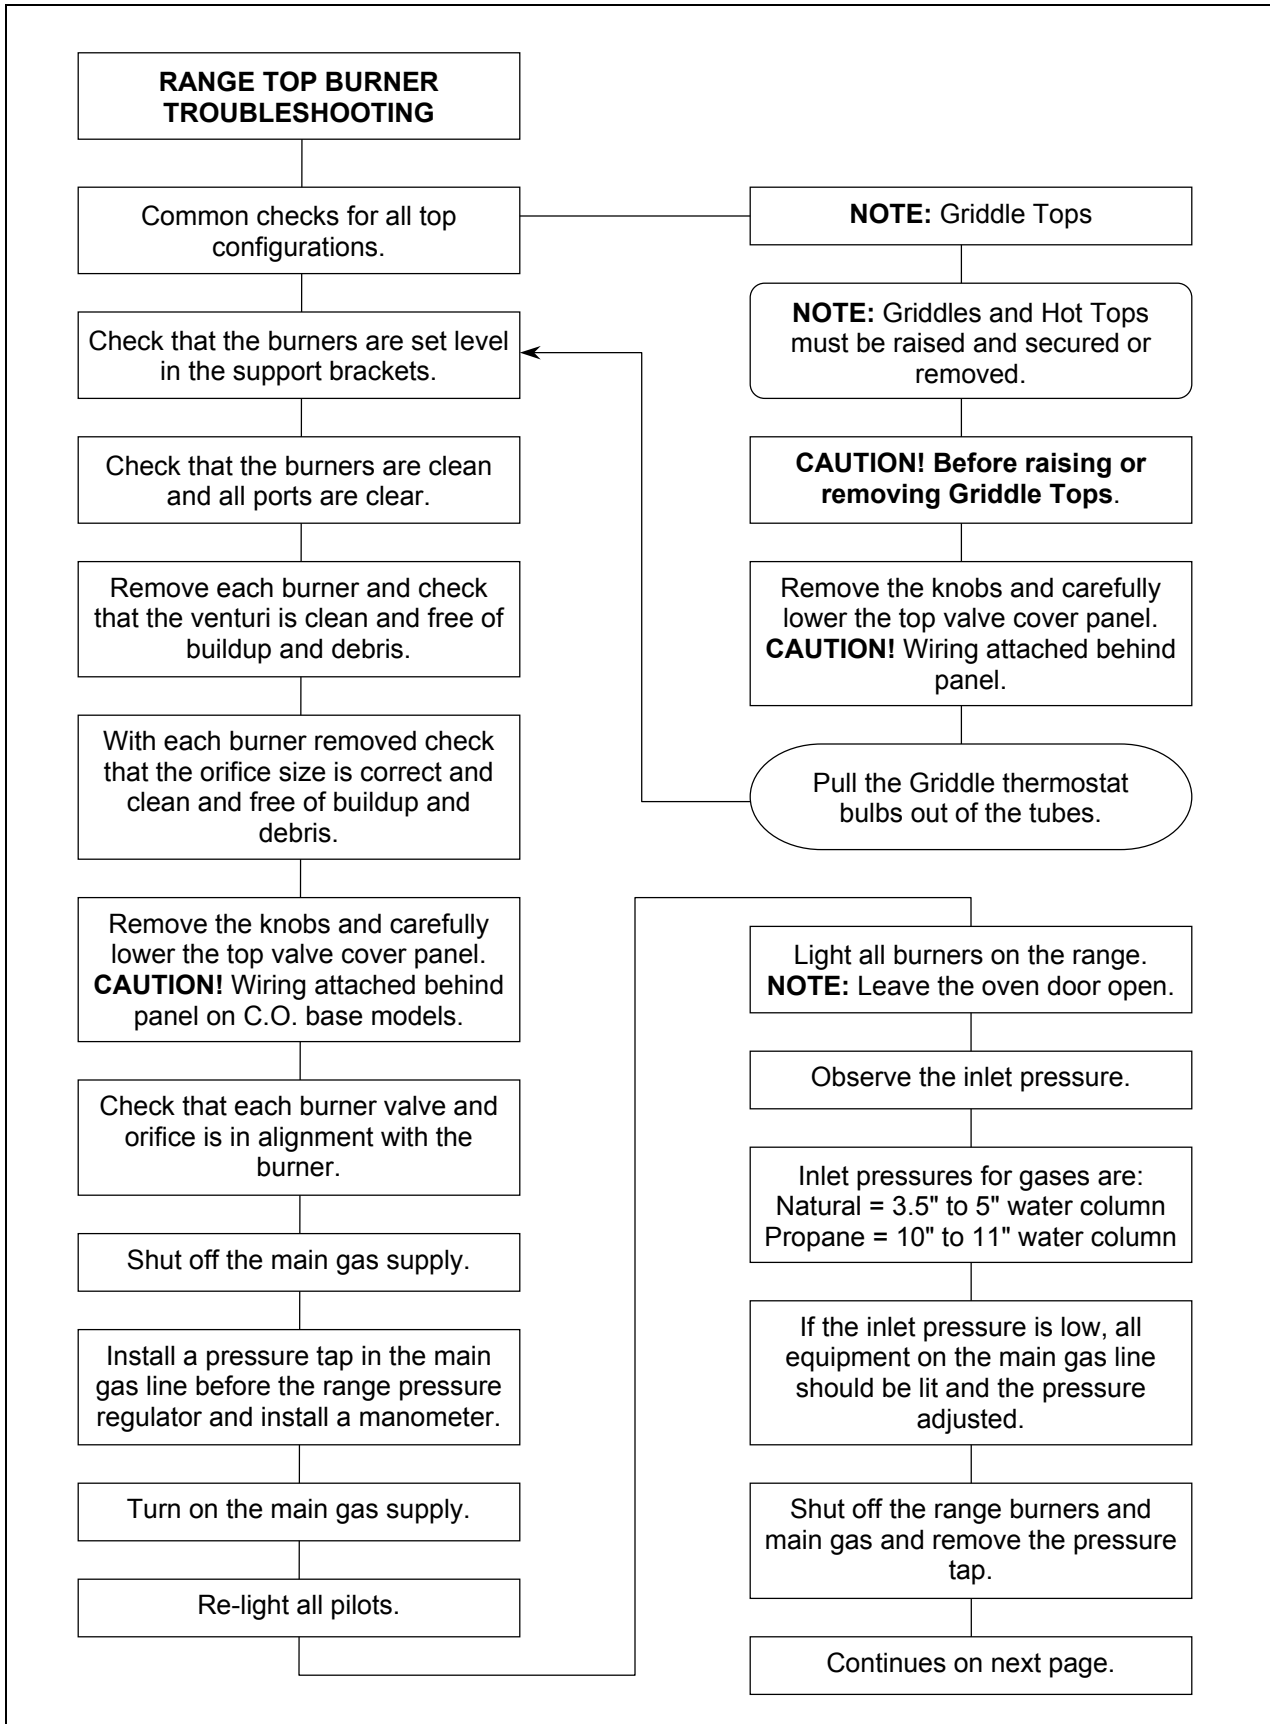 RANGE TOP BURNER
TROUBLESHOOTING
Common checks for all top
configurations.
NOTE: Griddle Tops
NOTE: Griddles and Hot Tops
must be raised and secured or
removed.
CAUTION! Before raising or
removing Griddle Tops.
Remove the knobs and carefully
lower the top valve cover panel.
CAUTION! Wiring attached behind
panel.
Pull the Griddle thermostat
bulbs out of the tubes.
Check that the burners are set level
in the support brackets.
Check that the burners are clean
and all ports are clear.
Remove each burner and check
that the venturi is clean and free of
buildup and debris.
With each burner removed check
that the orifice size is correct and
clean and free of buildup and
debris.
Remove the knobs and carefully
lower the top valve cover panel.
CAUTION! Wiring attached behind
panel on C.O. base models.
Check that each burner valve and
orifice is in alignment with the
burner.
Shut off the main gas supply.
Install a pressure tap in the main
gas line before the range pressure
regulator and install a manometer.
Turn on the main gas supply.
Re-light all pilots.
Light all burners on the range.
NOTE: Leave the oven door open.
Observe the inlet pressure.
Inlet pressures for gases are:
Natural = 3.5" to 5" water column
Propane = 10" to 11" water column
If the inlet pressure is low, all
equipment on the main gas line
should be lit and the pressure
adjusted.
Shut off the range burners and
main gas and remove the pressure
tap.
Continues on next page.